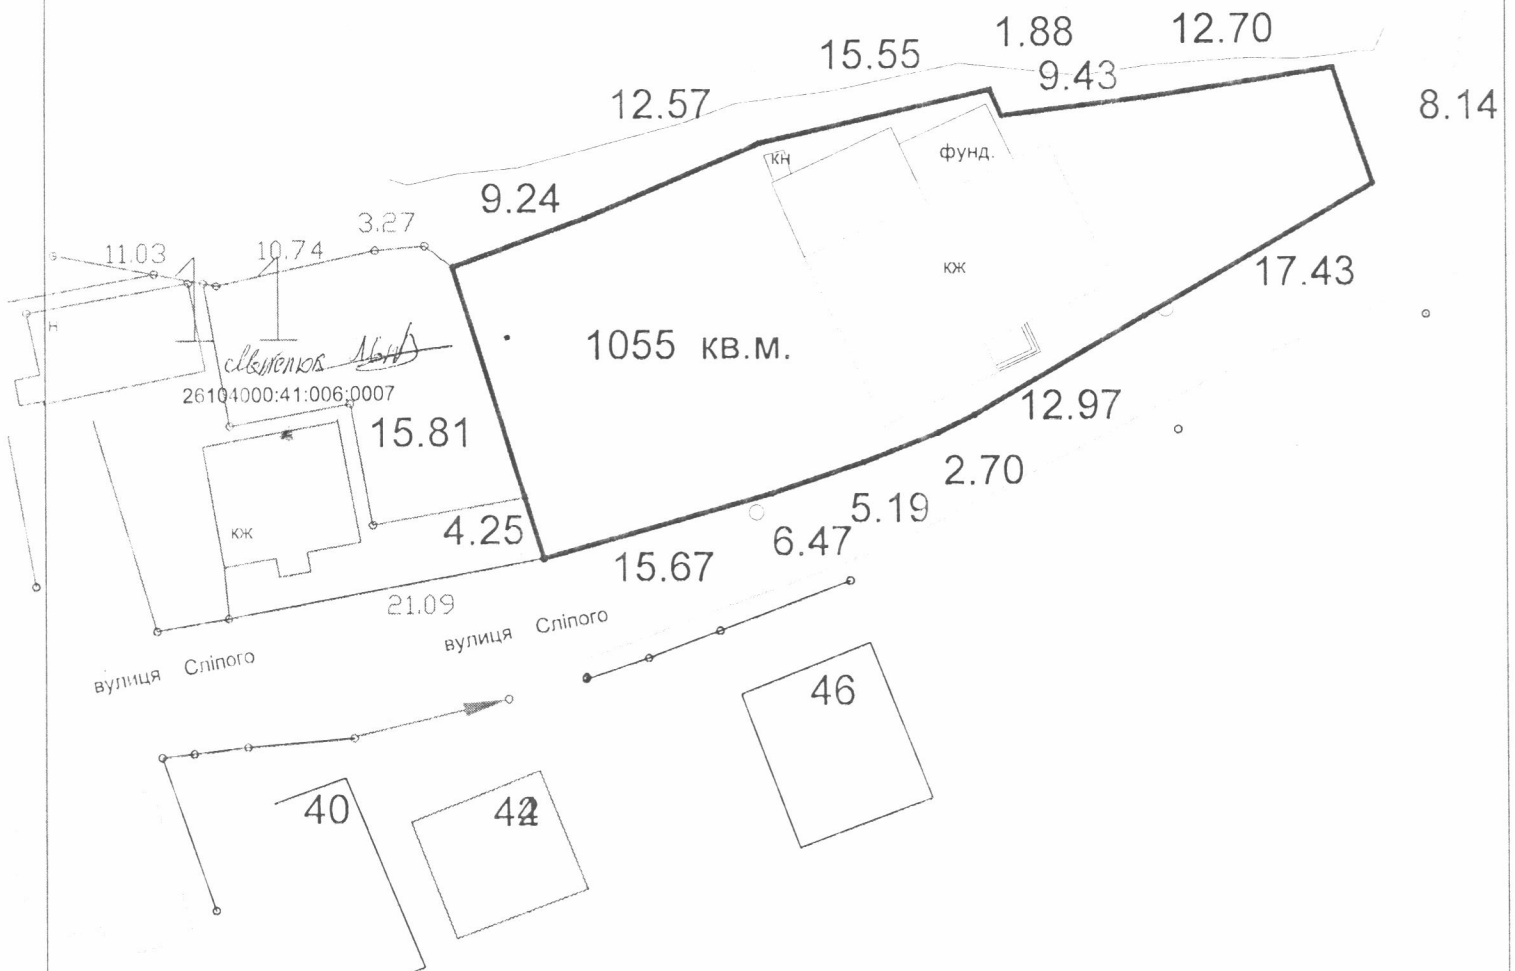 1.88
12.70
15.55
9.43
12.57
8.14
9.24
3.27
11.03
10.74
фунд.
кн
кж
17.43
н
1055 кв.м.
26104000:41:006:0007
15.81
12.97
2.70
5.19
4.25
6.47
кж
15.67
21.09
вулиця Сліпого
вулиця Сліпого
46
40